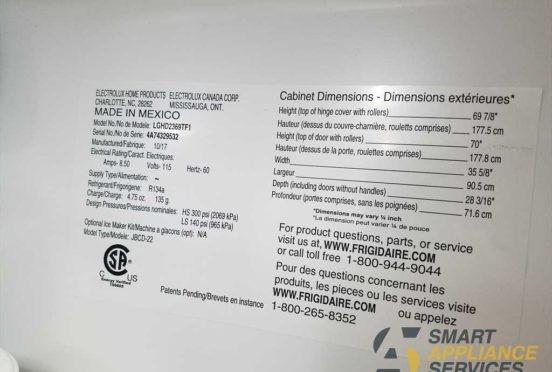 ELECTROLUX HOME PRODUCTS ELECTROLUX CANADA CORP.
CHARLOTTE, NC, 28262 MISSISSAUGA, ONT.
MADE IN MEXICO
Model No./No de Modele: LGHD2369TF1
Serial No./No de Serie: 4A74329532
Manufactured/Fabriqué: 10/17
Electrical Rating/Caract. Electriques:
Amps- 8.50 Volts- 115 Hertz- 60
Supply Type/Alimentation: ~
Refrigerant/Frigorigene: R134a
Charge/Charge: 4.75 oz. 135 g.
Design Pressures/Pressions nominales: HS 300 psi (2069 kPa)
LS 140 psi (965 kPa)
Optional Ice Maker Kit/Machine a glacons (opt): N/A
Model Type/Modele: JBCD-22
CSA
C US
Energy Verified
Patents Pending/Brevets en instance
Cabinet Dimensions - Dimensions extérieures*
Height (top of hinge cover with rollers) 69 7/8"
Hauteur (dessus du couvre-charnière, roulettes comprises) 177.5 cm
Height (top of door with rollers) 70"
Hauteur (dessus de la porte, roulettes comprises) 177.8 cm
Width 35 5/8"
Largeur 90.5 cm
Depth (including doors without handles) 28 3/16"
Profondeur (portes comprises, sans les poignées) 71.6 cm
*Dimensions may vary ¼ inch
*La dimension peut varier ¼ de pouce
For product questions, parts, or service
visit us at, WWW.FRIGIDAIRE.COM
or call toll free 1-800-944-9044
Pour des questions concernant les
produits, les pieces ou les services visite
WWW.FRIGIDAIRE.COM ou appelez
1-800-265-8352
SMART
APPLIANCE
SERVICES